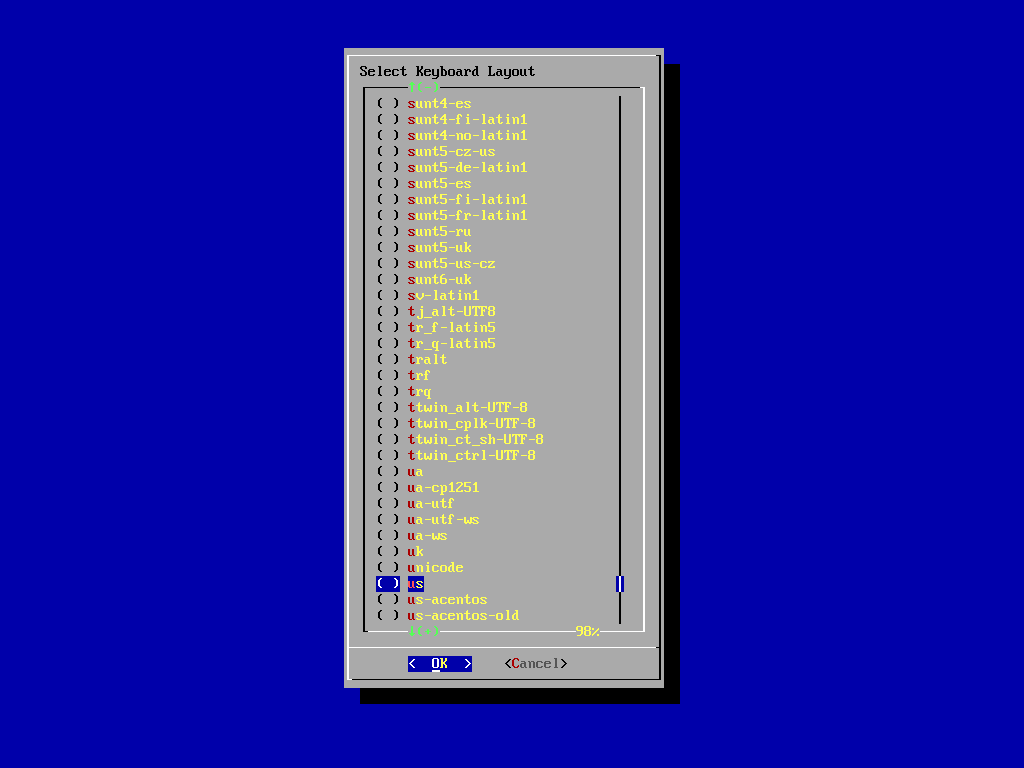 Select Keyboard Layout
↑(-)
( ) sunt4-es
( ) sunt4-fi-latin1
( ) sunt4-no-latin1
( ) sunt5-cz-us
( ) sunt5-de-latin1
( ) sunt5-es
( ) sunt5-fi-latin1
( ) sunt5-fr-latin1
( ) sunt5-ru
( ) sunt5-uk
( ) sunt5-us-cz
( ) sunt6-uk
( ) sv-latin1
( ) tj_alt-UTF8
( ) tr_f-latin5
( ) tr_q-latin5
( ) tralt
( ) trf
( ) trq
( ) ttwin_alt-UTF-8
( ) ttwin_cplk-UTF-8
( ) ttwin_ct_sh-UTF-8
( ) ttwin_ctrl-UTF-8
( ) ua
( ) ua-cp1251
( ) ua-utf
( ) ua-utf-ws
( ) ua-ws
( ) uk
( ) unicode
( ) us
( ) us-acentos
( ) us-acentos-old
↓(+) 98%
< OK > <Cancel>